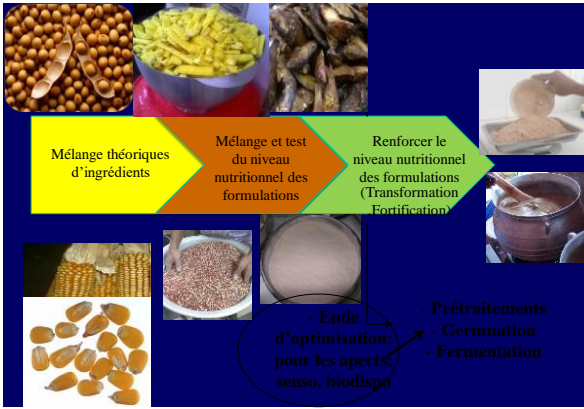 Mélange théoriques
d'ingrédients
Mélange et test
du niveau
nutritionnel des
formulations
Renforcer le
niveau nutritionnel
des formulations
(Transformation
,Fortification)
- Etude
d'optimisation:
pour les apects:
senso, biodispo
- Prétraitements
- Germination
- Fermentation